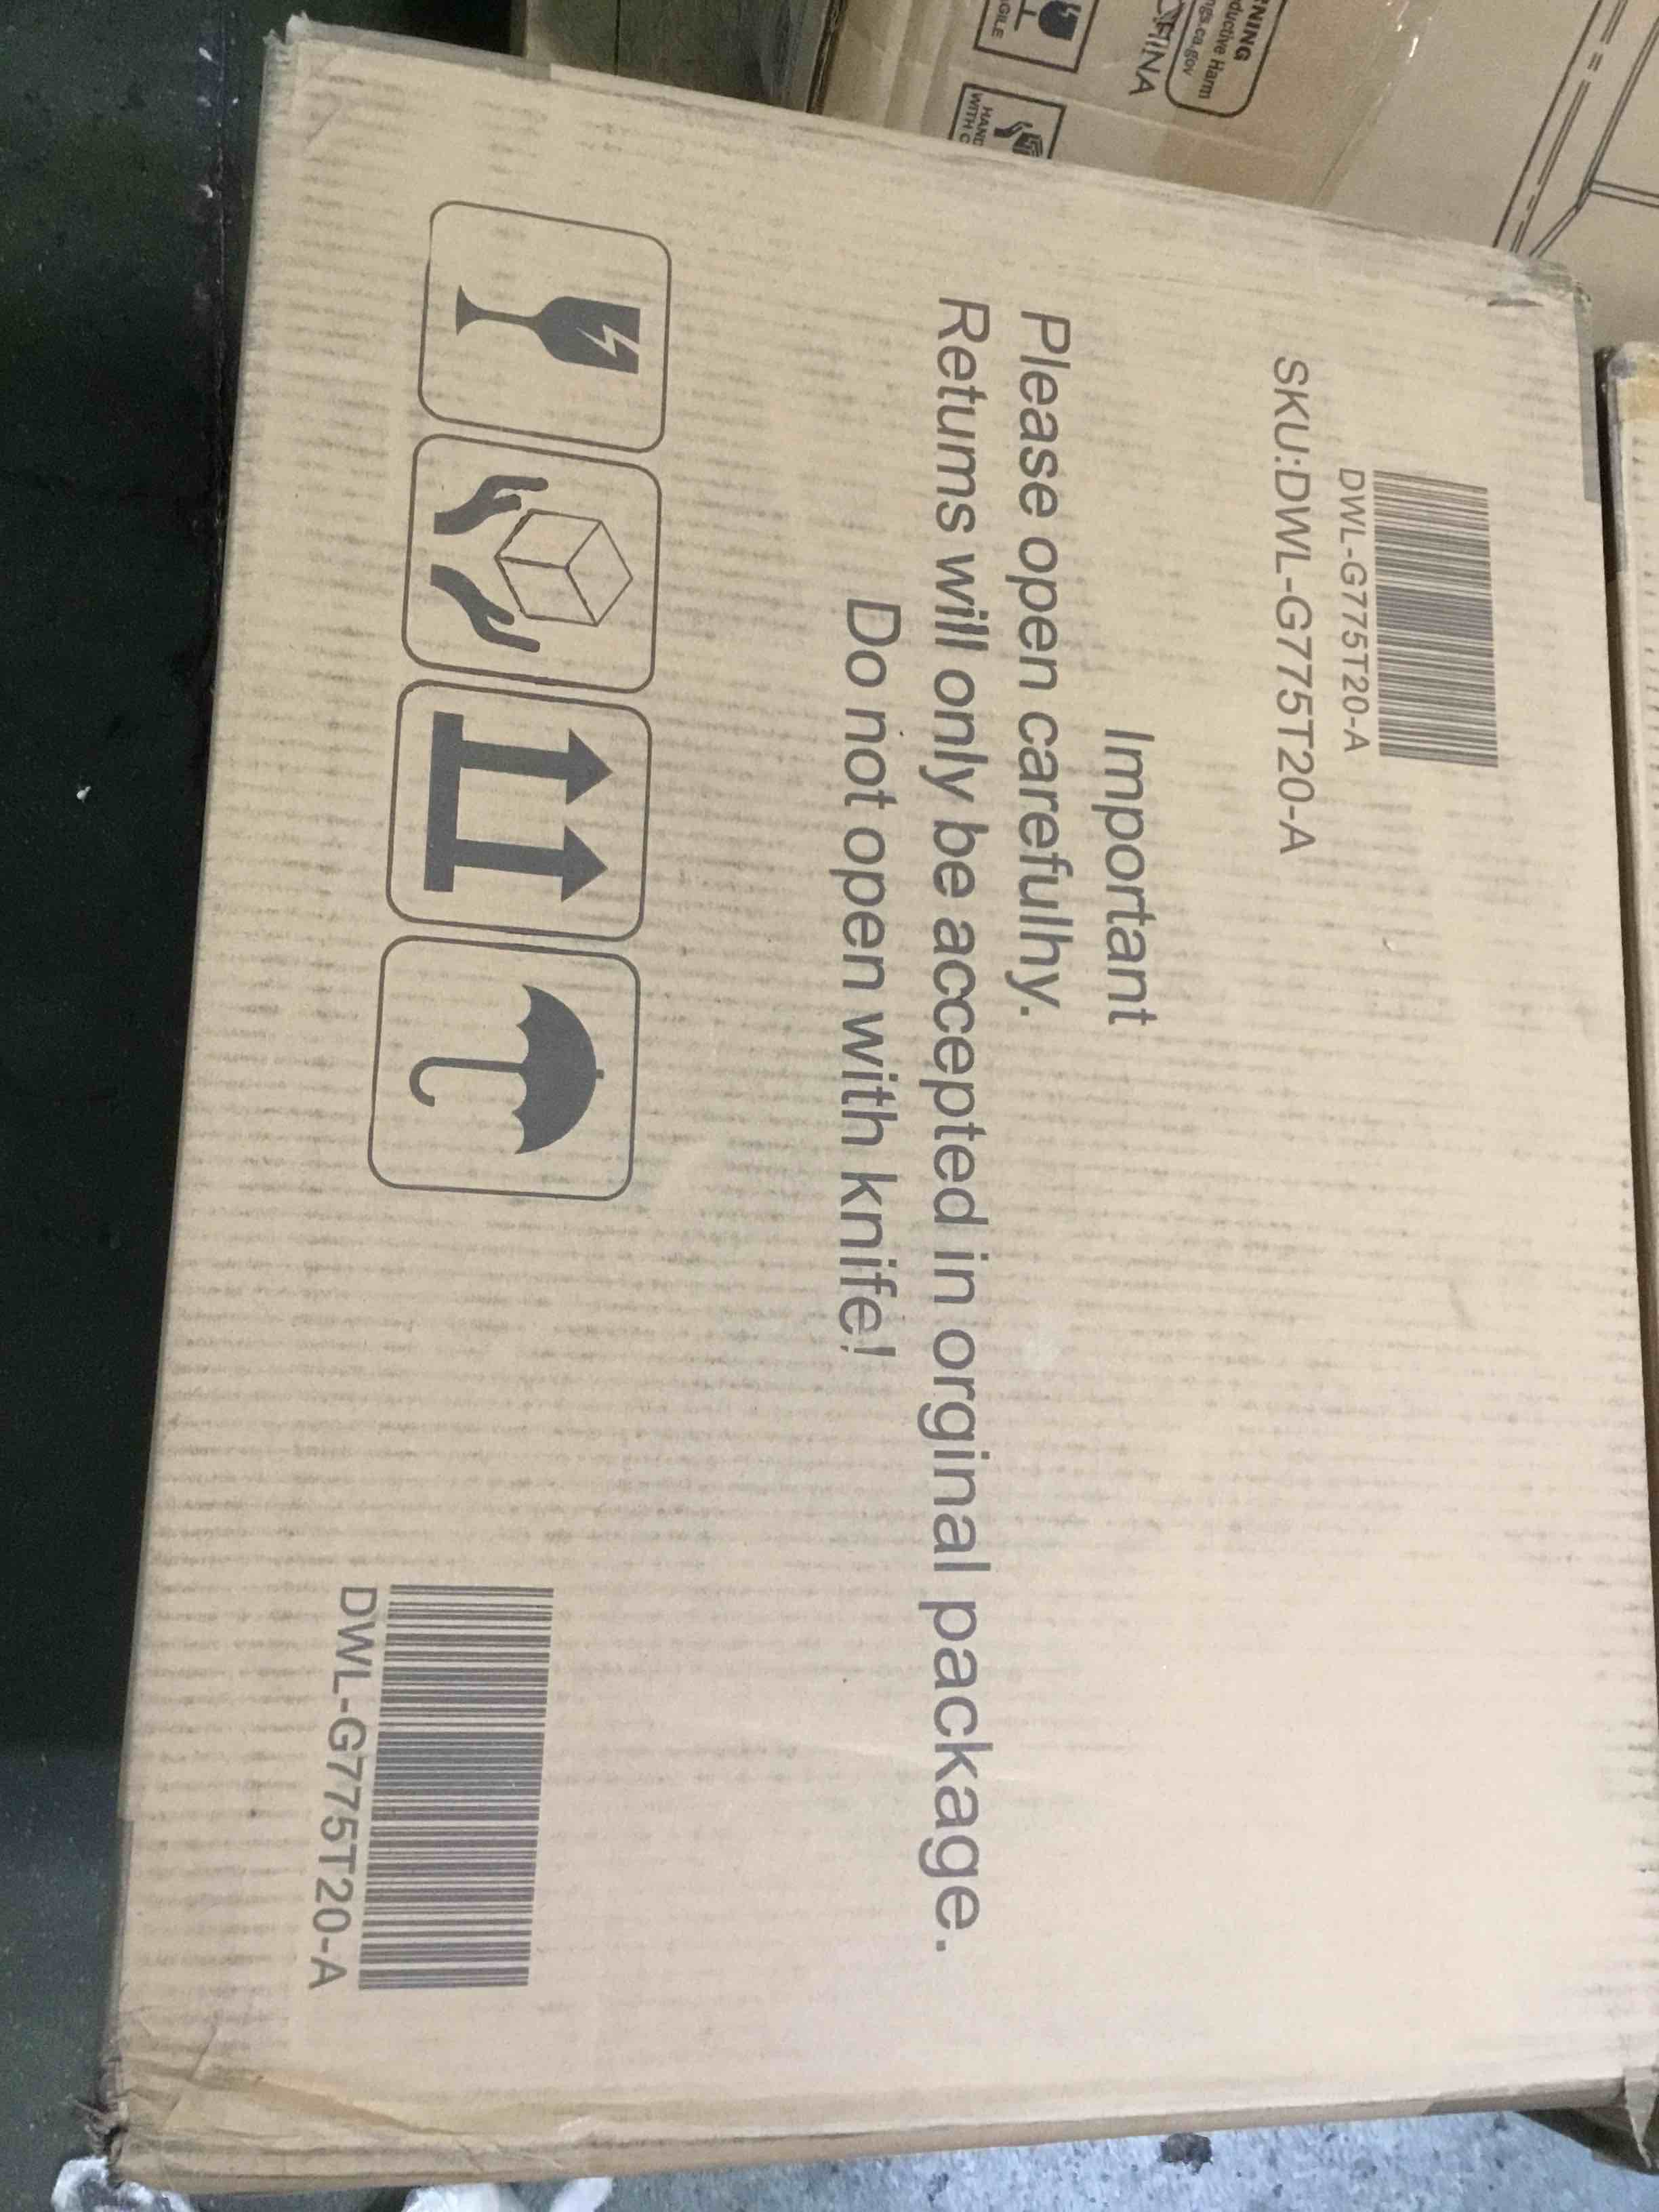 DWL-G775T20-A
SKU:DWL-G775T20-A
Important
Please open carefulhy.
Retums will only be accepted in orginal package.
Do not open with knife!
DWL-G775T20-A
CHINA